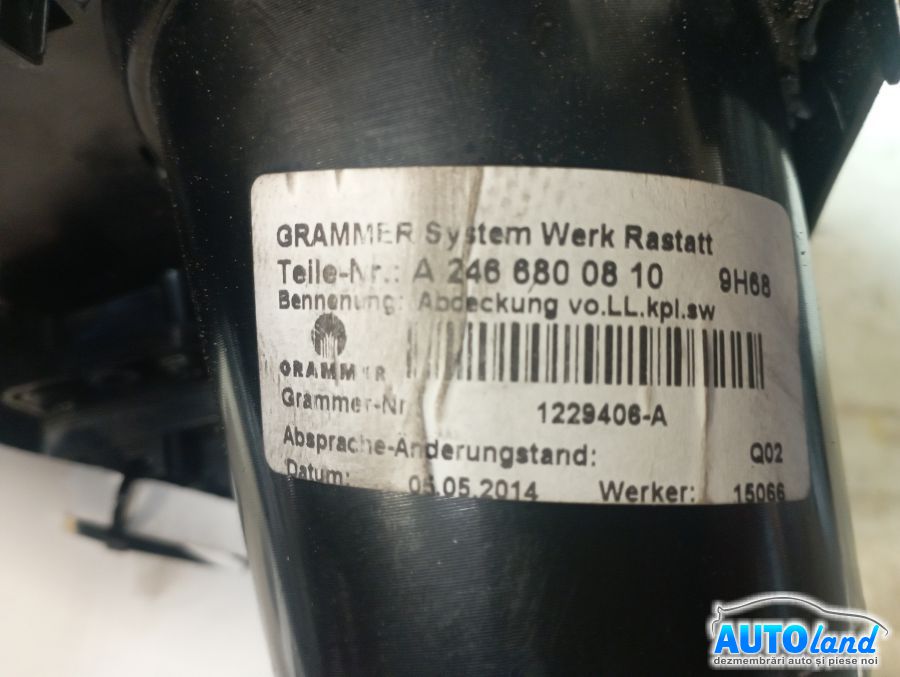 GRAMMER System Werk Rastatt
Teile-Nr.: A 246 680 08 10 9H68
Bennenung: Abdeckung vo.LL.kpl.sw
GRAMMER
Grammer-Nr 1229406-A
Absprache-Änderungstand: Q02
Datum: 05.05.2014 Werker: 15066
AUTOland
dezmembrări auto și piese noi